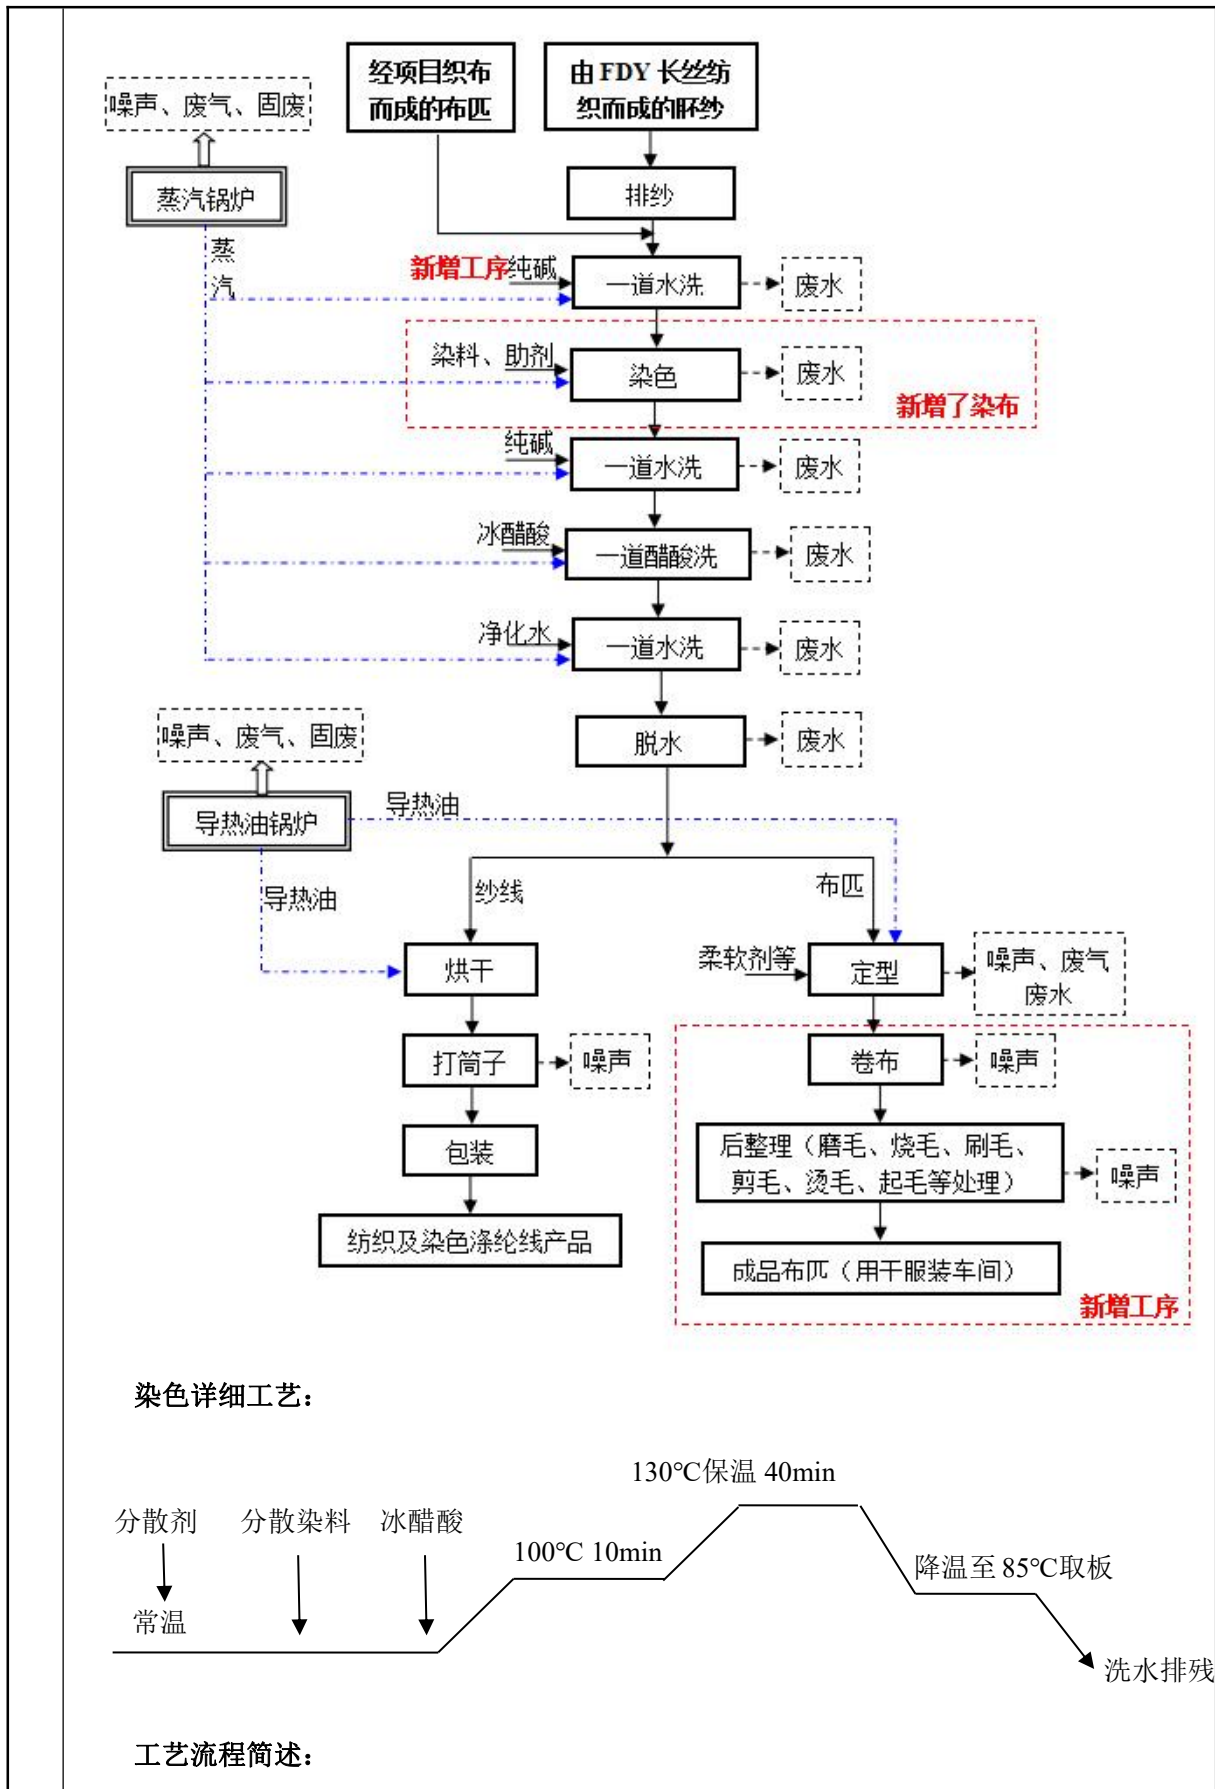 经项目织布
而成的布匹
由 FDY 长丝纺
织而成的胚纱
噪声、废气、固废
蒸汽锅炉
排纱
蒸
汽
新增工序
纯碱
一道水洗
废水
染料、助剂
染色
废水
新增了染布
纯碱
一道水洗
废水
冰醋酸
一道醋酸洗
废水
净化水
一道水洗
废水
噪声、废气、固废
脱水
废水
导热油锅炉
导热油
导热油
纱线
布匹
烘干
柔软剂等
定型
噪声、废气
废水
打筒子
噪声
卷布
噪声
包装
后整理（磨毛、烧毛、刷毛、
剪毛、烫毛、起毛等处理）
噪声
纺织及染色涤纶线产品
成品布匹（用于服装车间）
新增工序
染色详细工艺：
130℃保温 40min
分散剂
分散染料
冰醋酸
100℃ 10min
降温至 85℃取板
常温
洗水排残
工艺流程简述：